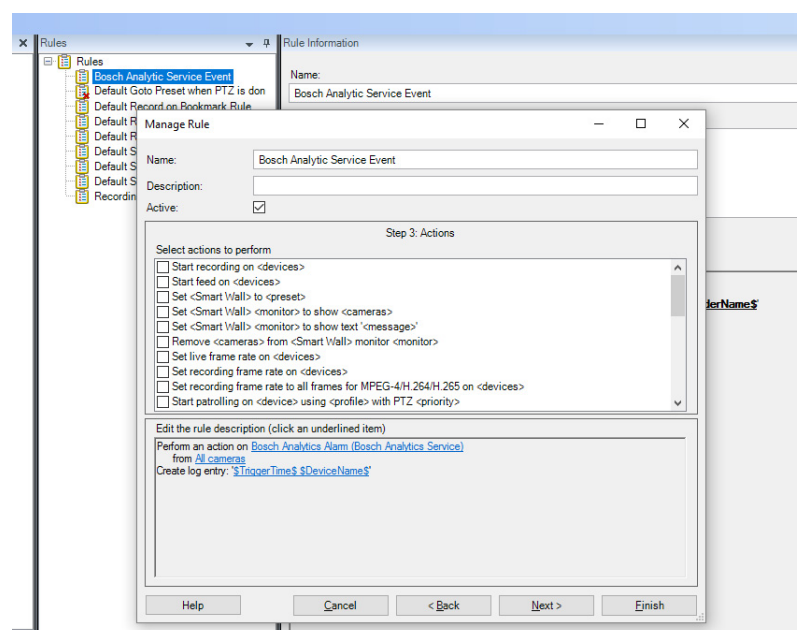 Rules
Rules
Bosch Analytic Service Event
Default Goto Preset when PTZ is don
Default Record on Bookmark Rule
Default R
Default R
Default S
Default S
Default S
Recordin
Rule Information
Name:
Bosch Analytic Service Event
derName$'
Manage Rule
Name:
Bosch Analytic Service Event
Description:
Active:
Step 3: Actions
Select actions to perform
Start recording on <devices>
Start feed on <devices>
Set <Smart Wall> to <preset>
Set <Smart Wall> <monitor> to show <cameras>
Set <Smart Wall> <monitor> to show text '<message>'
Remove <cameras> from <Smart Wall> monitor <monitor>
Set live frame rate on <devices>
Set recording frame rate on <devices>
Set recording frame rate to all frames for MPEG-4/H.264/H.265 on <devices>
Start patrolling on <device> using <profile> with PTZ <priority>
Edit the rule description (click an underlined item)
Perform an action on Bosch Analytics Alarm (Bosch Analytics Service)
from All cameras
Create log entry: '$TriggerTime$ $DeviceName$'
Help
Cancel
< Back
Next >
Finish